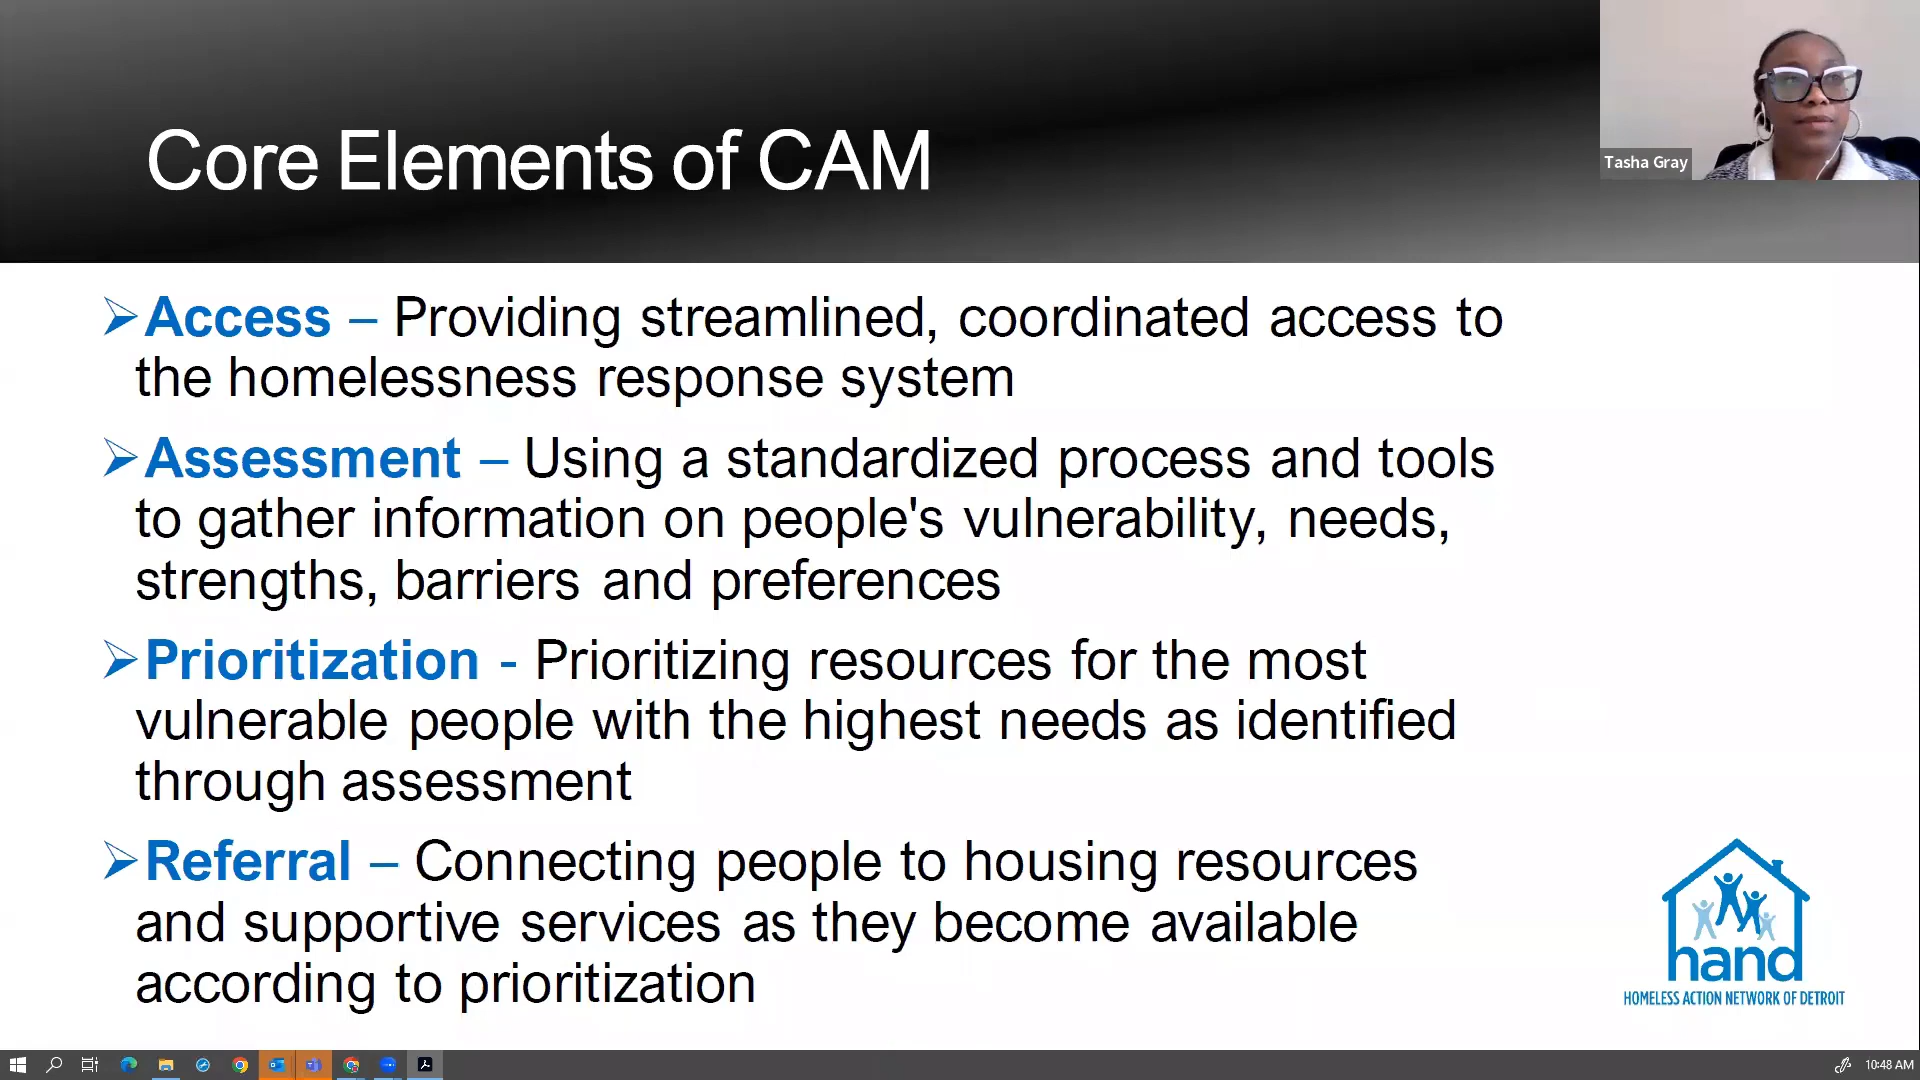 Core Elements of CAM
Tasha Gray
Access – Providing streamlined, coordinated access to
the homelessness response system
Assessment – Using a standardized process and tools
to gather information on people's vulnerability, needs,
strengths, barriers and preferences
Prioritization - Prioritizing resources for the most
vulnerable people with the highest needs as identified
through assessment
Referral – Connecting people to housing resources
and supportive services as they become available
according to prioritization
hand
HOMELESS ACTION NETWORK OF DETROIT
10:48 AM